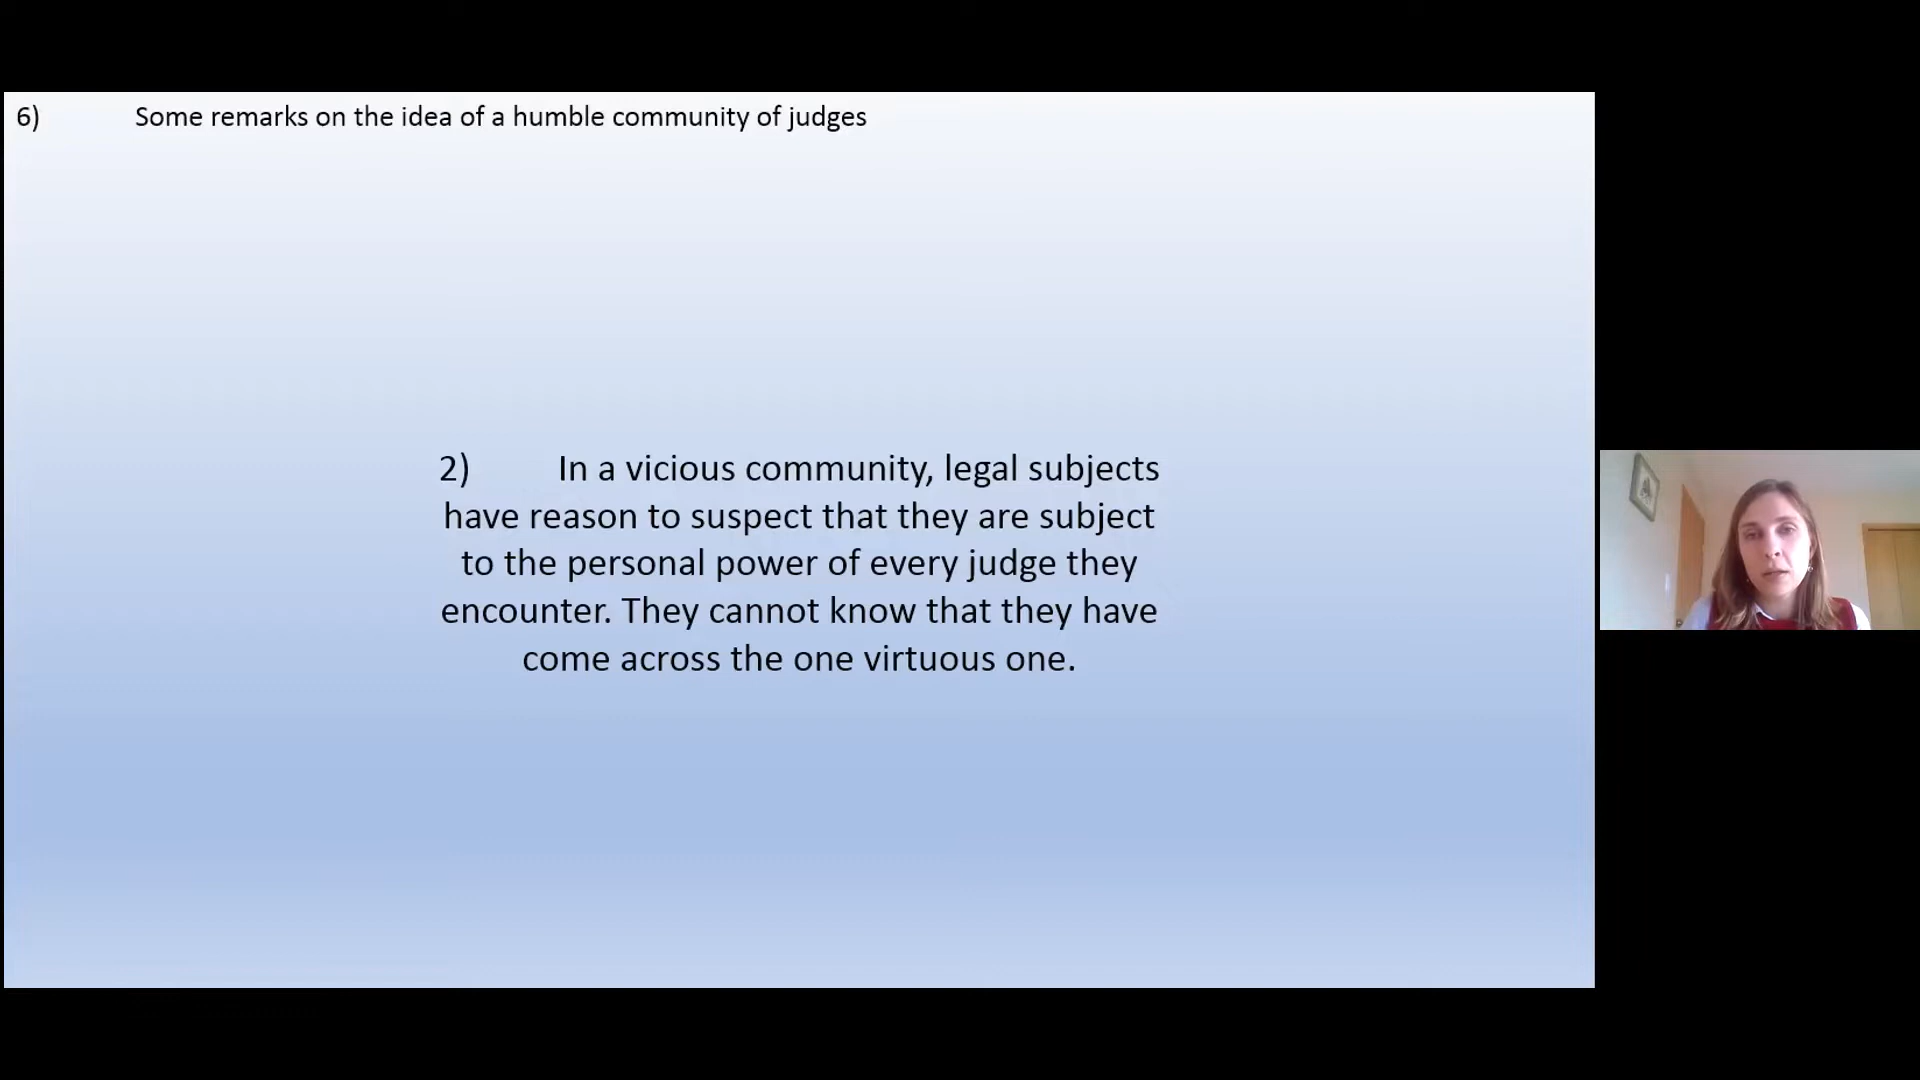 6) Some remarks on the idea of a humble community of judges
2) In a vicious community, legal subjects
have reason to suspect that they are subject
to the personal power of every judge they
encounter. They cannot know that they have
come across the one virtuous one.